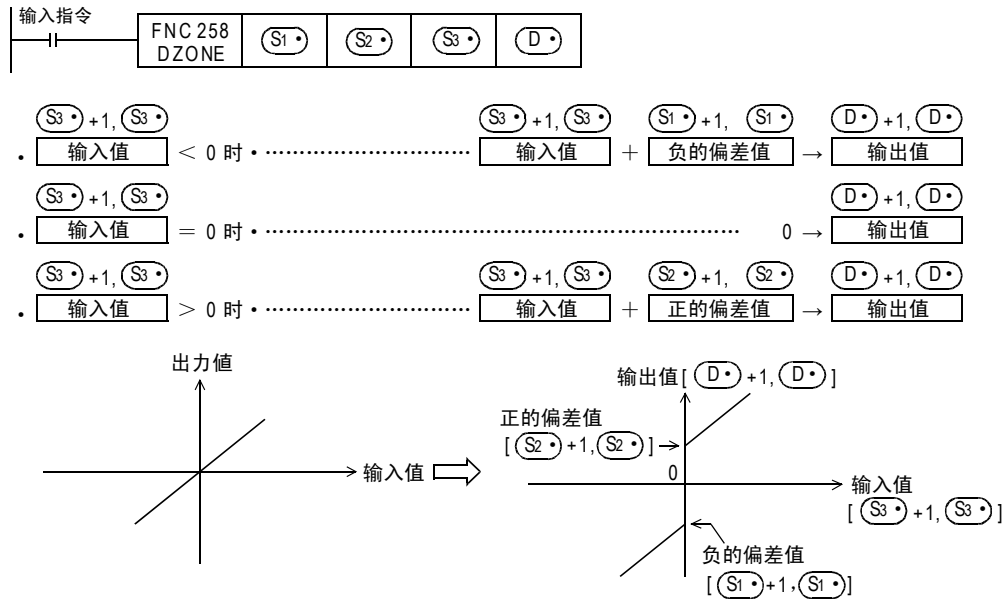 输入指令
FNC 258 DZONE S1• S2• S3• D•
S3• +1, S3• S3• +1, S3• S1• +1, S1• D• +1, D•
• 输入值 < 0 时 • …………………………… 输入值 + 负的偏差值 → 输出值
S3• +1, S3• D• +1, D•
• 输入值 = 0 时 • …………………………………………………………… 0 → 输出值
S3• +1, S3• S3• +1, S3• S2• +1, S2• D• +1, D•
• 输入值 > 0 时 • …………………………… 输入值 + 正的偏差值 → 输出值
出力値
输入值
输出值[ D• +1, D• ]
正的偏差值
[ S2• +1, S2• ]
0
输入值
[ S3• +1, S3• ]
负的偏差值
[ S1• +1, S1• ]